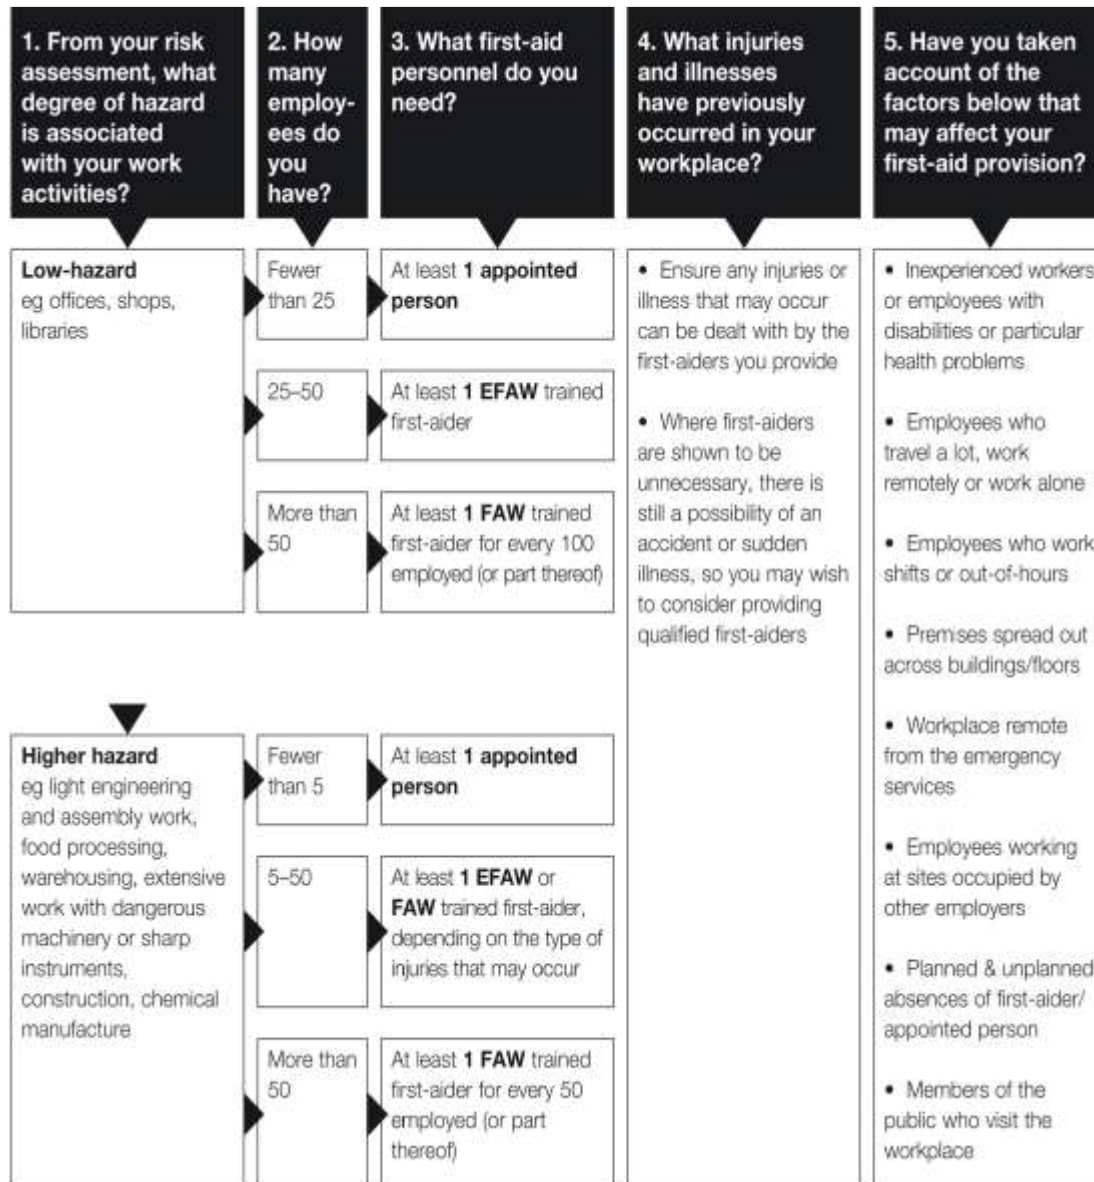 1. From your risk
assessment, what
degree of hazard
is associated
with your work
activities?
2. How
many
employ-
ees do
you
have?
3. What first-aid
personnel do you
need?
4. What injuries
and illnesses
have previously
occurred in your
workplace?
5. Have you taken
account of the
factors below that
may affect your
first-aid provision?
Low-hazard
eg offices, shops,
libraries
Fewer
than 25
At least 1 appointed
person
25–50
At least 1 EFAW trained
first-aider
More than
50
At least 1 FAW trained
first-aider for every 100
employed (or part thereof)
Higher hazard
eg light engineering
and assembly work,
food processing,
warehousing, extensive
work with dangerous
machinery or sharp
instruments,
construction, chemical
manufacture
Fewer
than 5
At least 1 appointed
person
5–50
At least 1 EFAW or
FAW trained first-aider,
depending on the type of
injuries that may occur
More than
50
At least 1 FAW trained
first-aider for every 50
employed (or part
thereof)
• Ensure any injuries or
illness that may occur
can be dealt with by the
first-aiders you provide
• Where first-aiders
are shown to be
unnecessary, there is
still a possibility of an
accident or sudden
illness, so you may wish
to consider providing
qualified first-aiders
• Inexperienced workers
or employees with
disabilities or particular
health problems
• Employees who
travel a lot, work
remotely or work alone
• Employees who work
shifts or out-of-hours
• Premises spread out
across buildings/floors
• Workplace remote
from the emergency
services
• Employees working
at sites occupied by
other employers
• Planned & unplanned
absences of first-aider/
appointed person
• Members of the
public who visit the
workplace